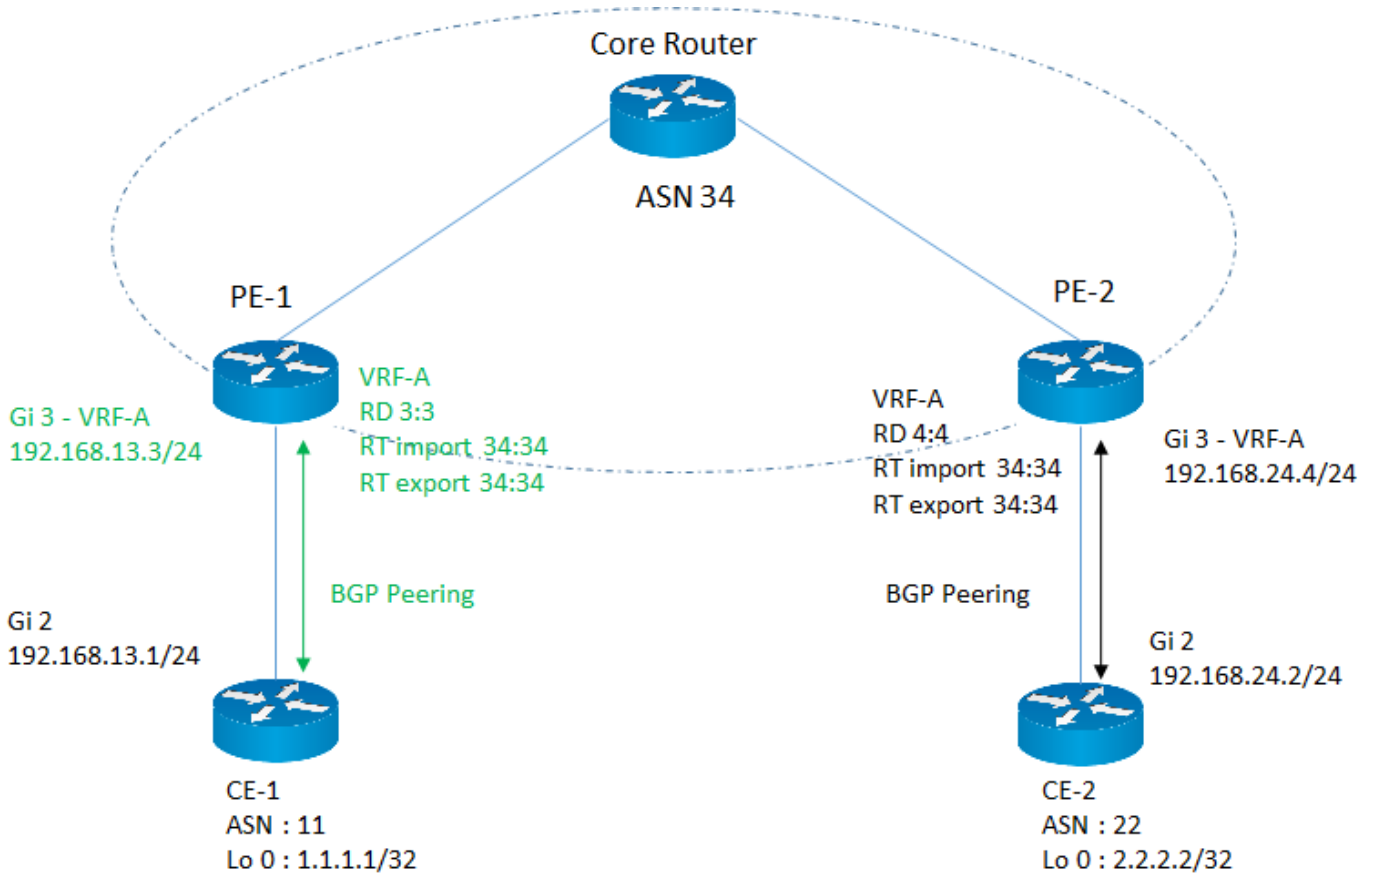 Core Router
ASN 34
PE-1
PE-2
VRF-A
RD 3:3
RT import 34:34
RT export 34:34
Gi 3 - VRF-A
192.168.13.3/24
VRF-A
RD 4:4
RT import 34:34
RT export 34:34
Gi 3 - VRF-A
192.168.24.4/24
BGP Peering
BGP Peering
Gi 2
192.168.13.1/24
Gi 2
192.168.24.2/24
CE-1
ASN : 11
Lo 0 : 1.1.1.1/32
CE-2
ASN : 22
Lo 0 : 2.2.2.2/32